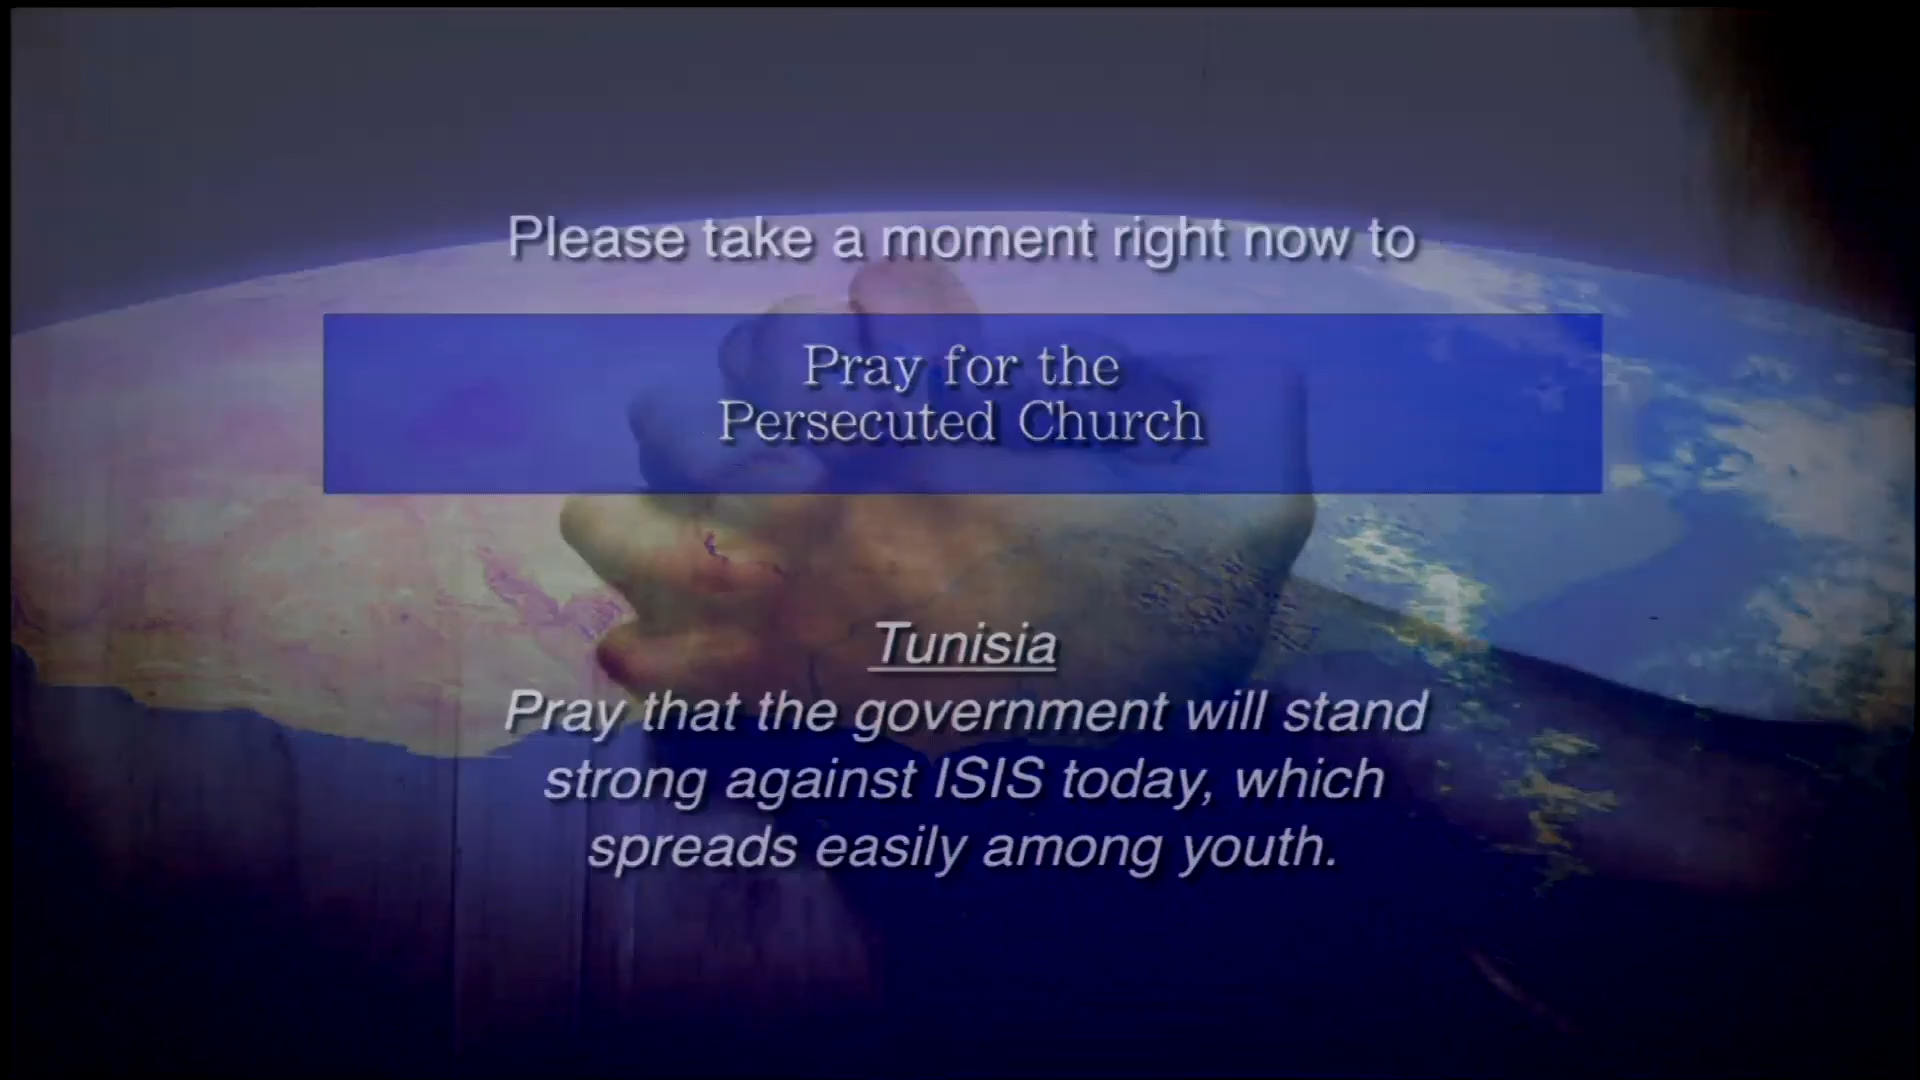 Please take a moment right now to
Pray for the
Persecuted Church
Tunisia
Pray that the government will stand
strong against ISIS today, which
spreads easily among youth.